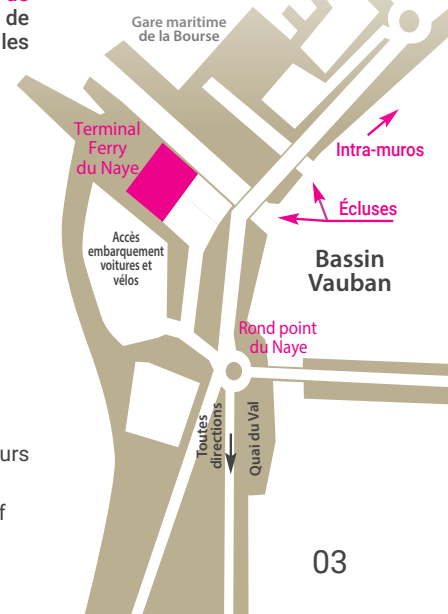 de
de
les
Gare maritime
de la Bourse
Terminal
Ferry
du Naye
Intra-muros
Écluses
Accès
embarquement
voitures et
vélos
Bassin
Vauban
Rond point
du Naye
Toutes
directions
Quai du Val
urs
f
03